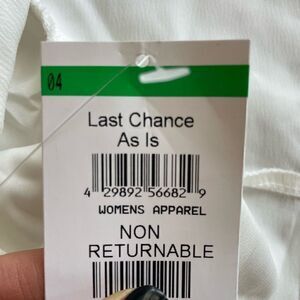 04
Last Chance
As Is
4 29892 56682 9
WOMENS APPAREL
NON
RETURNABLE